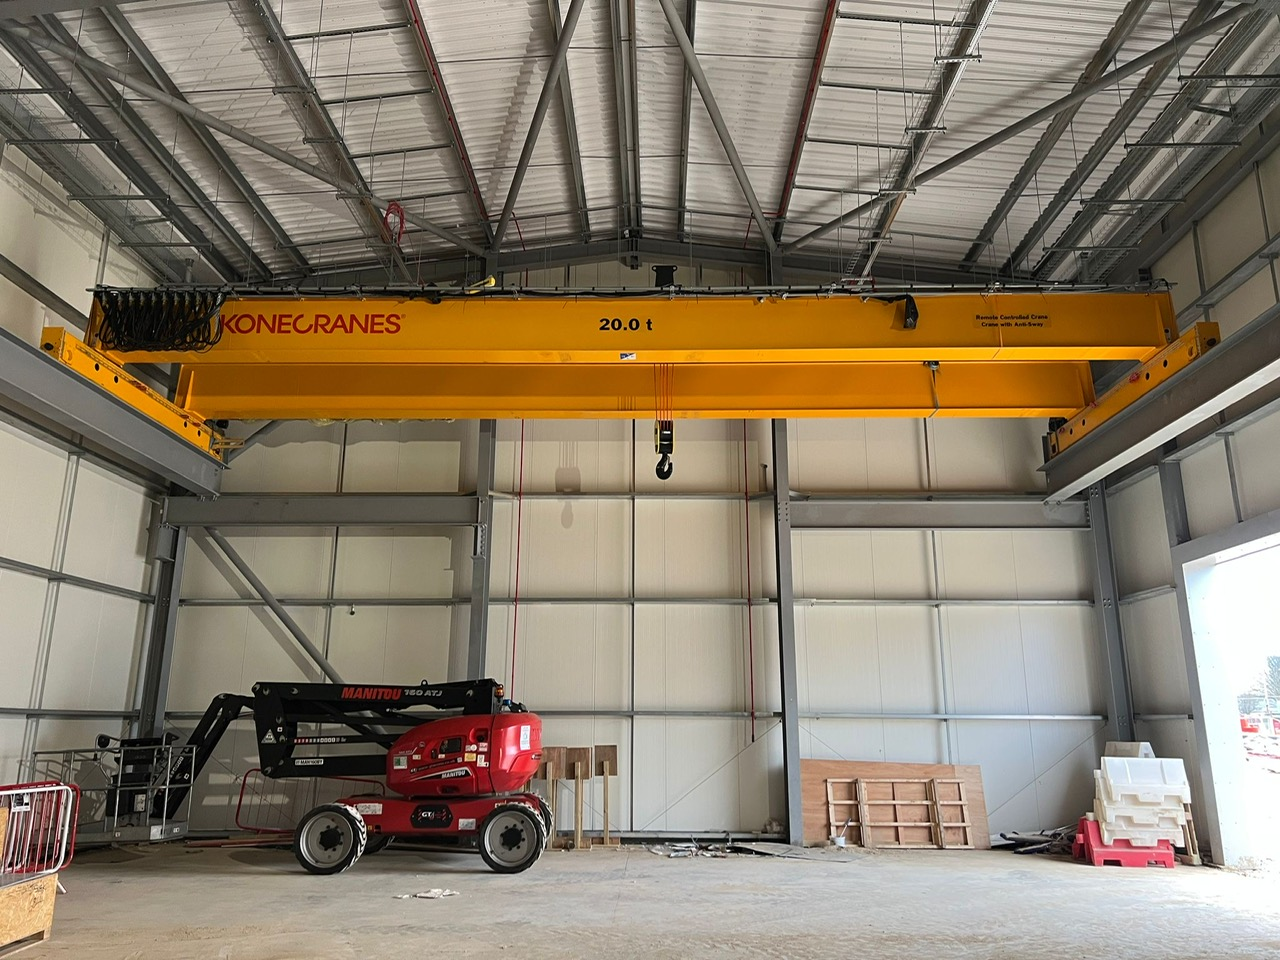 KONECRANES®
20.0 t
Remote Controlled Crane
Crane with Anti-Sway
MANITOU 160 ATJ
MANITOU